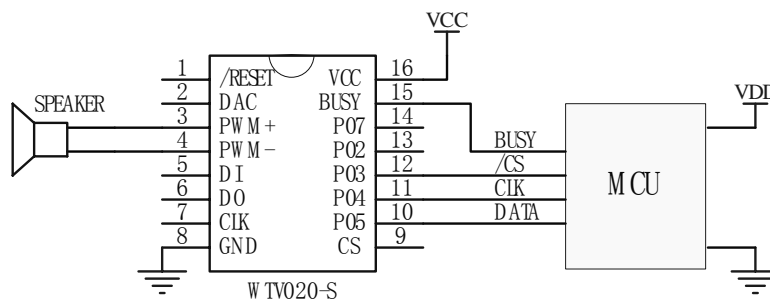 VCC
1 /RESET VCC 16
SPEAKER 2 DAC BUSY 15 VDD
3 PWM+ P07 14
4 PWM- P02 13 BUSY
5 DI P03 12 /CS
6 DO P04 11 CLK MCU
7 CLK P05 10 DATA
8 GND CS 9
WTV020-S